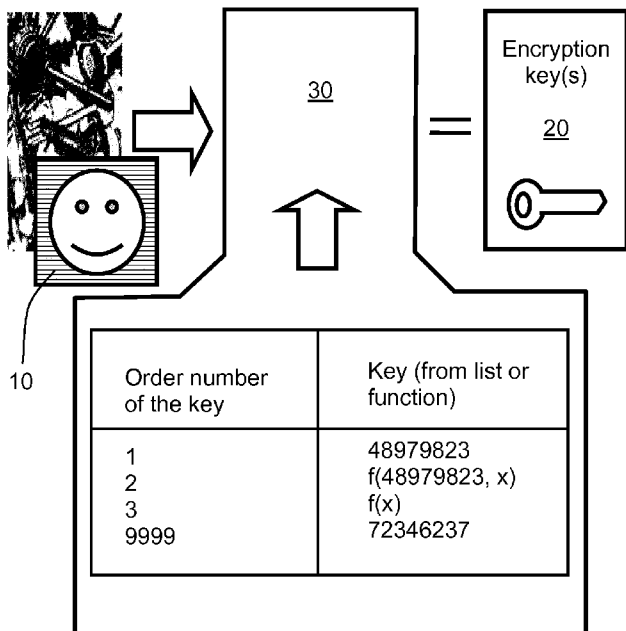 30
Encryption
key(s)
20
10
Order number
of the key
Key (from list or
function)
1
48979823
2
f(48979823, x)
3
f(x)
9999
72346237